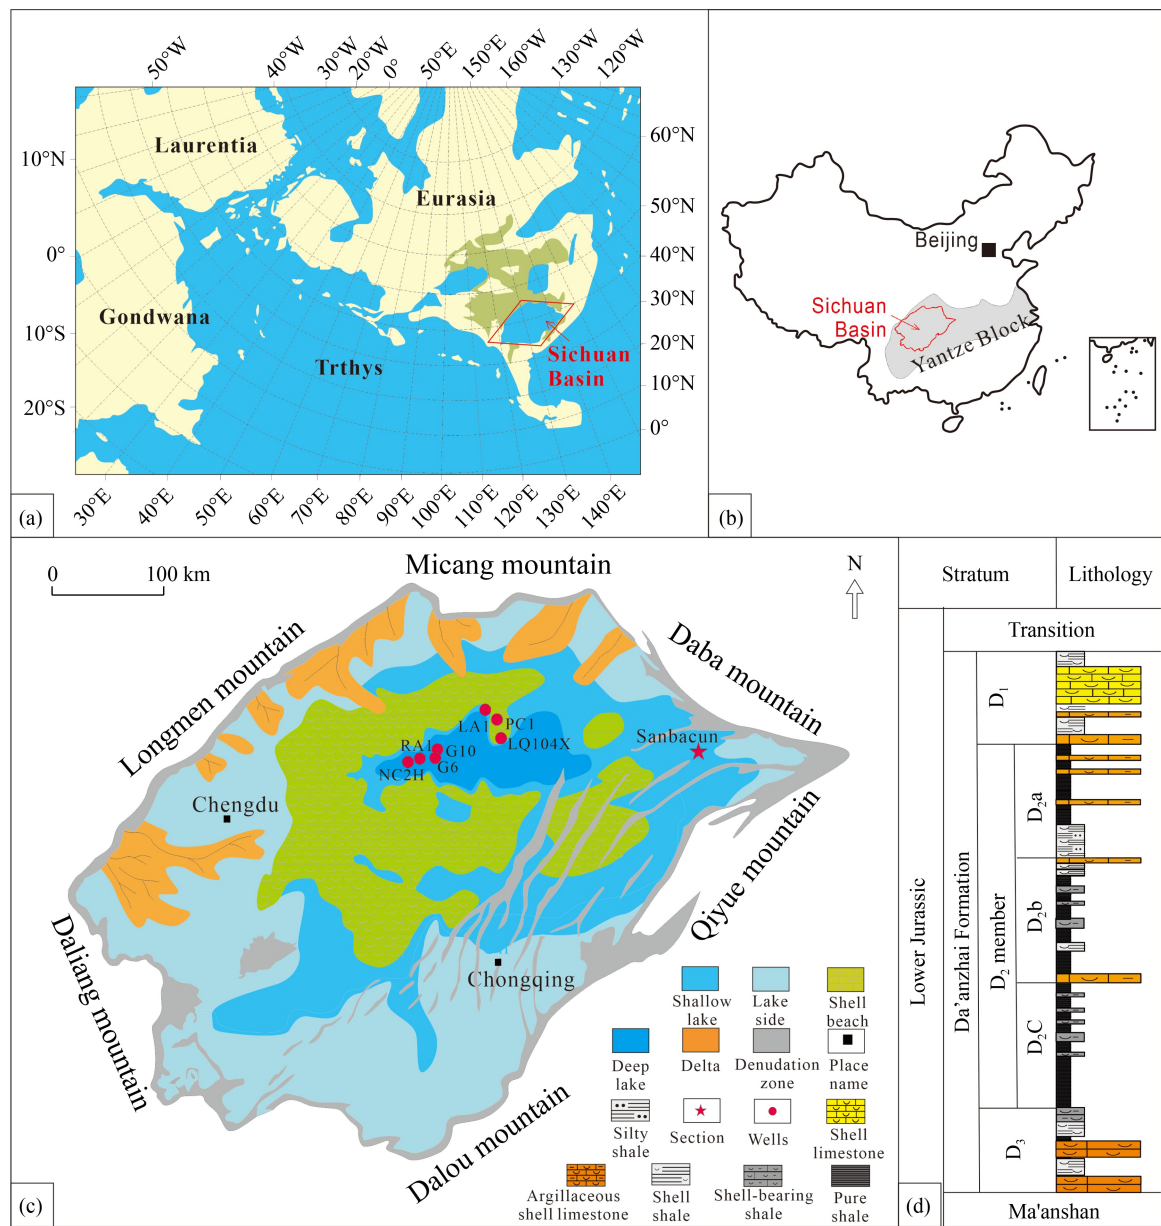 50°W
40°W
30°W
20°W
0°
50°E
150°E
160°W
130°W
120°W
Laurentia
60°N
10°N
Eurasia
50°N
0°
40°N
Gondwana
30°N
10°S
Trthys
Sichuan
Basin
20°N
10°N
20°S
0°
30°E
40°E
50°E
60°E
70°E
80°E
90°E
100°E
110°E
120°E
130°E
140°E
(a)
Beijing
Sichuan
Basin
Yantze Block
(b)
0
100 km
Micang mountain
N
Longmen mountain
Daba mountain
LA1
PC1
LQ104X
RA1
G10
G6
NC2H
Sanbacun
Chengdu
Qiyue mountain
Daliang mountain
Chongqing
Dalou mountain
Shallow
lake
Lake
side
Shell
beach
Deep
lake
Delta
Denudation
zone
Place
name
Silty
shale
Section
Wells
Shell
limestone
Argillaceous
shell limestone
Shell
shale
Shell-bearing
shale
Pure
shale
(c)
Stratum
Lithology
Transition
Lower Jurassic
Da'anzhai Formation
D1
D2 member
D2a
D2b
D2C
D3
Ma'anshan
(d)